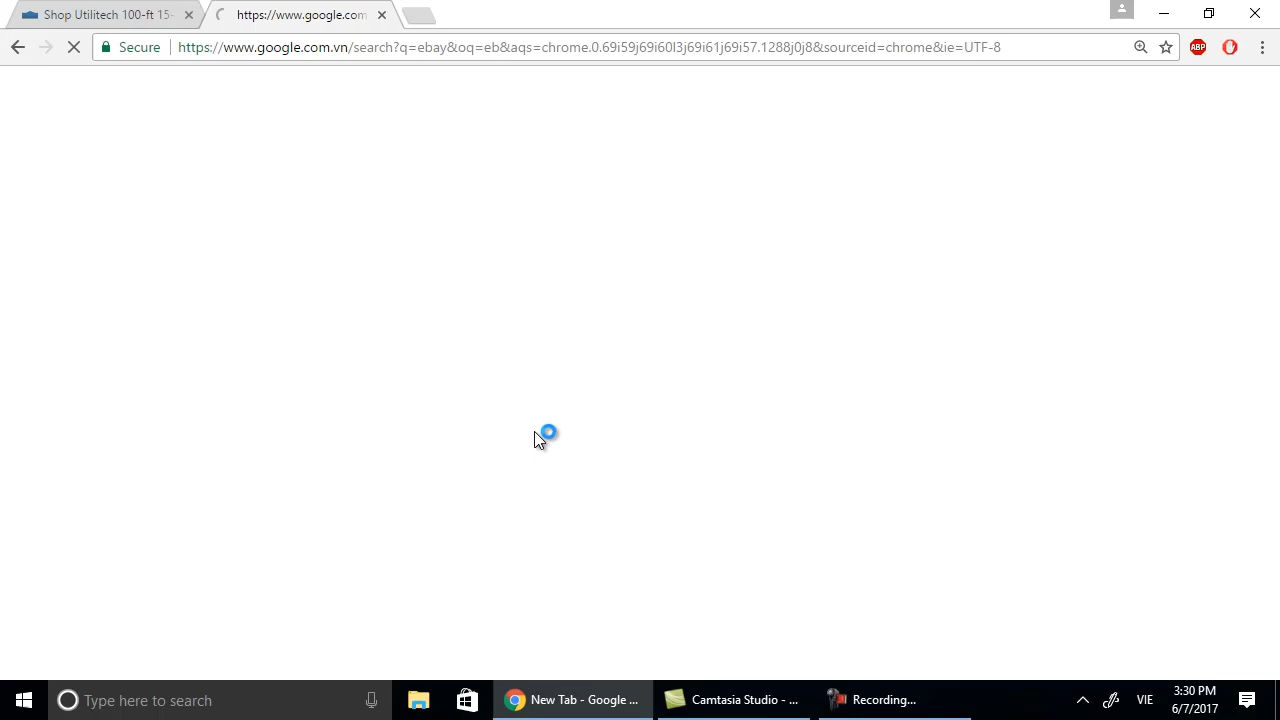 Shop Utilitech 100-ft 15-
https://www.google.com
Secure
https://www.google.com.vn/search?q=ebay&oq=eb&aqs=chrome.0.69i59j69i60l3j69i61j69i57.1288j0j8&sourceid=chrome&ie=UTF-8
ABP
Type here to search
New Tab - Google ...
Camtasia Studio - ...
Recording...
VIE
3:30 PM
6/7/2017